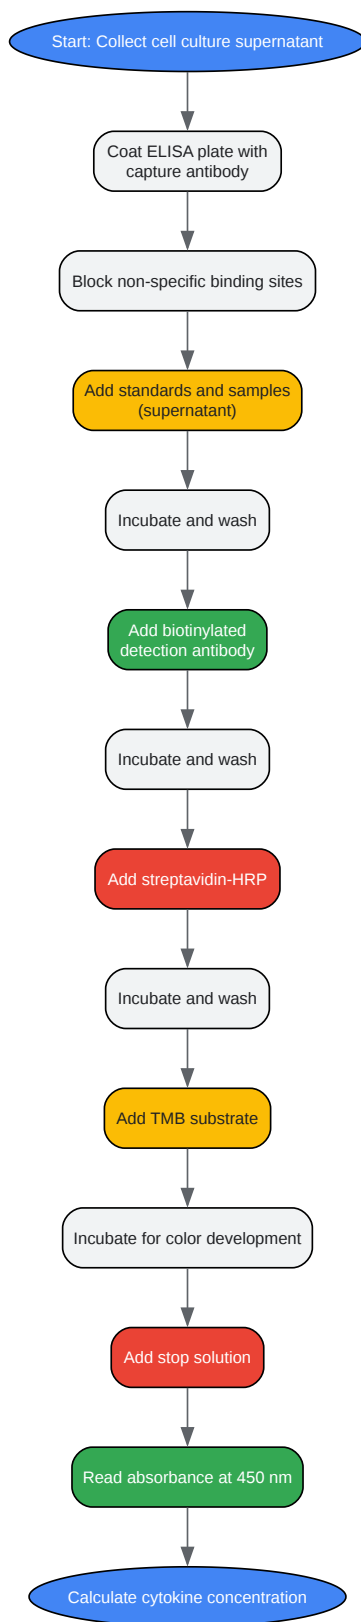 Start: Collect cell culture supernatant
Coat ELISA plate with
capture antibody
Block non-specific binding sites
Add standards and samples
(supernatant)
Incubate and wash
Add biotinylated
detection antibody
Incubate and wash
Add streptavidin-HRP
Incubate and wash
Add TMB substrate
Incubate for color development
Add stop solution
Read absorbance at 450 nm
Calculate cytokine concentration